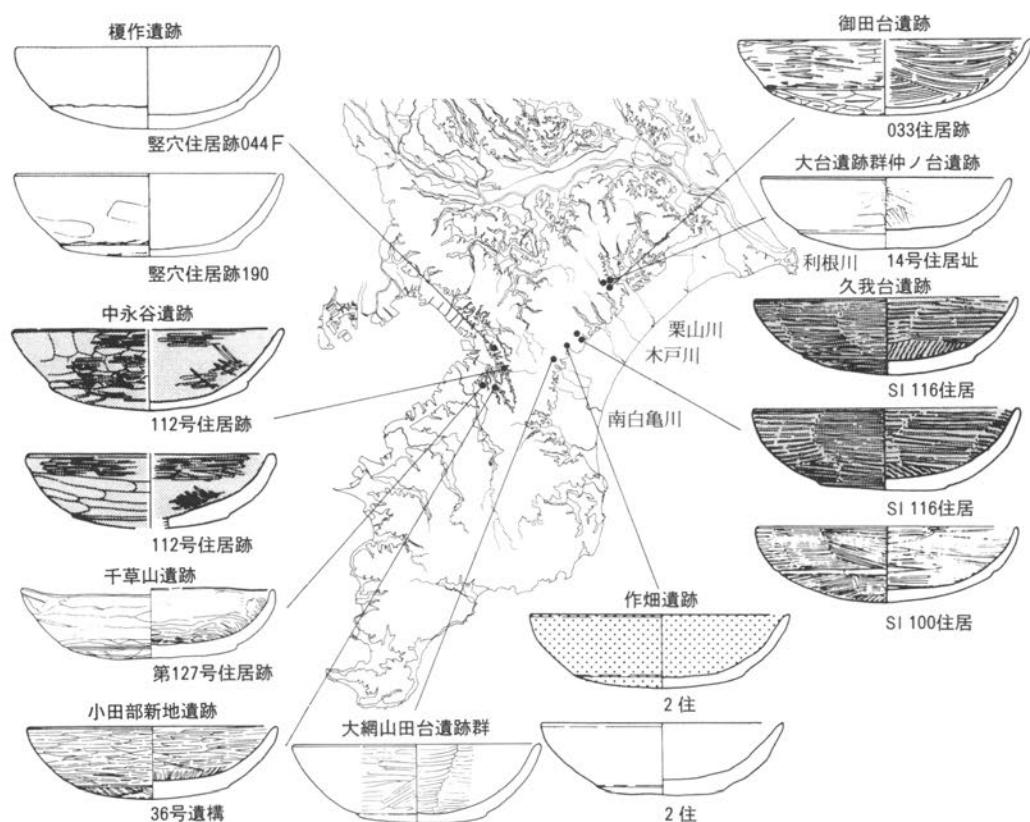 榎作遺跡
竪穴住居跡044F
竪穴住居跡190
中永谷遺跡
112号住居跡
112号住居跡
千草山遺跡
第127号住居跡
小田部新地遺跡
36号遺構
大網山田台遺跡群
御田台遺跡
033住居跡
大台遺跡群仲ノ台遺跡
14号住居址
久我台遺跡
SI 116住居
SI 116住居
SI 100住居
作畑遺跡
2住
2住
利根川
栗山川
木戸川
南白亀川